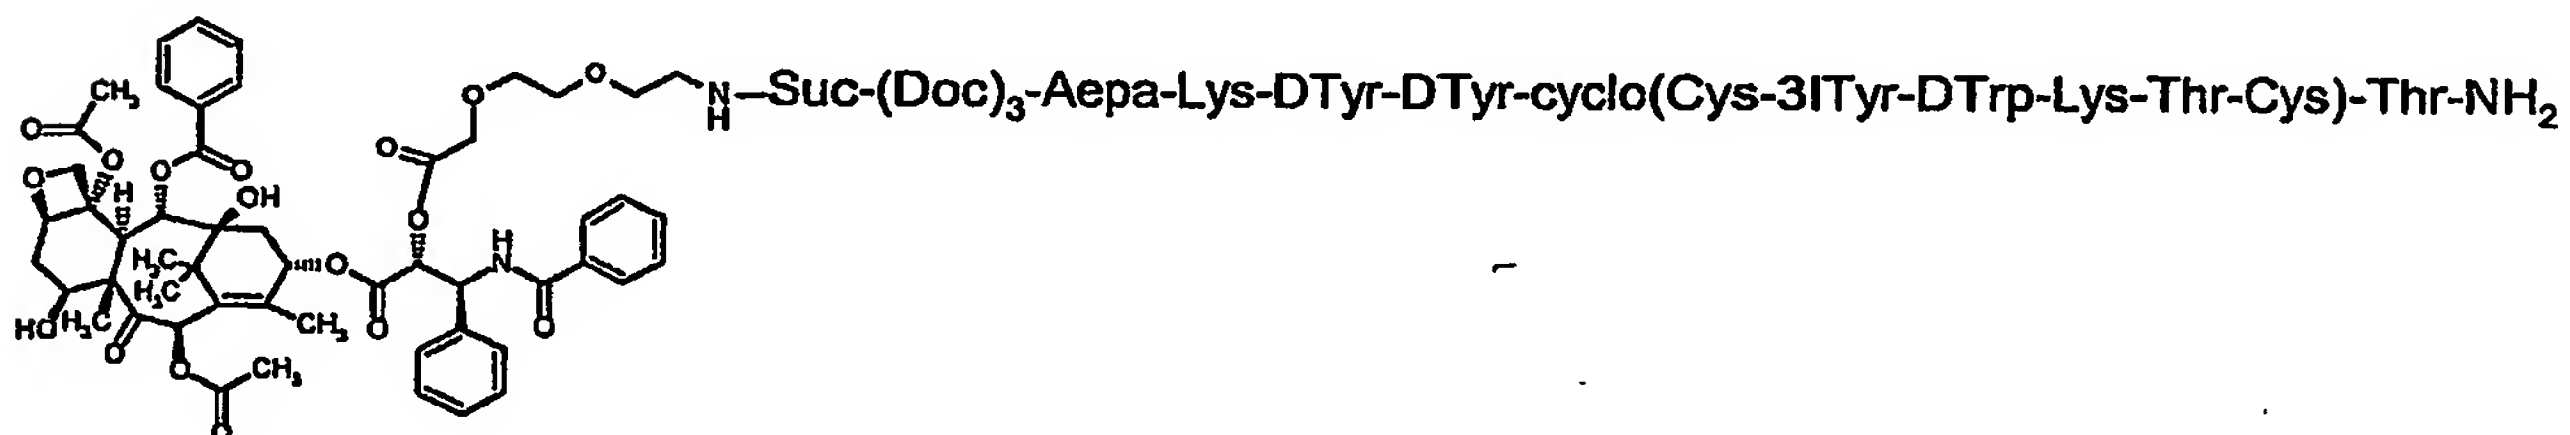 N
H
-Suc-(Doc)3-Aepa-Lys-DTyr-DTyr-cyclo(Cys-3ITyr-DTrp-Lys-Thr-Cys)-Thr-NH2
O
O
CH3
O
O
O
O
O
O
H
OH
O
H
N
H3C
H3C
O
O
O
HO
H3C
O
CH3
O
CH3
O